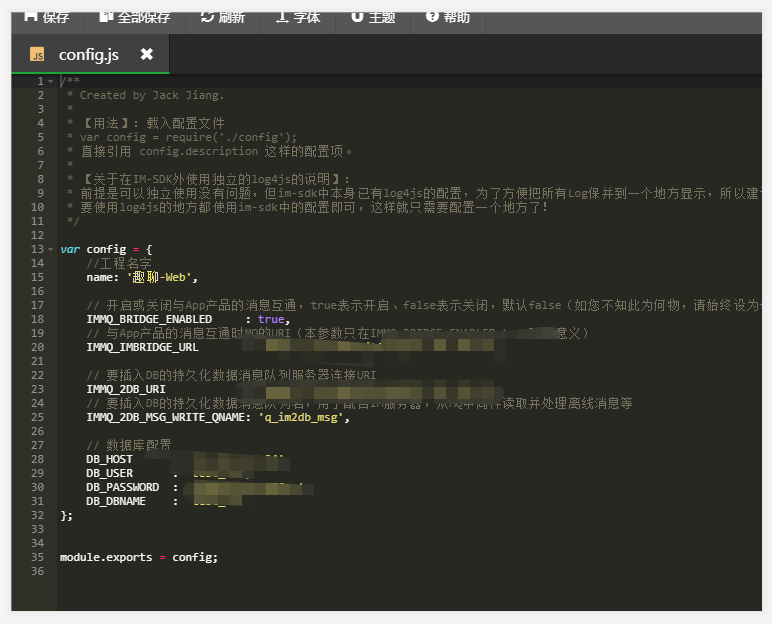 保存 全部保存 刷新 字体 主题 帮助
JS config.js ✖
1 /**
2 * Created by Jack Jiang.
3 *
4 * 【用法】: 载入配置文件
5 * var config = require('./config');
6 * 直接引用 config.description 这样的配置项。
7 *
8 * 【关于在IM-SDK外使用独立的log4js的说明】:
9 * 前提是可以独立使用没有问题，但im-sdk中本身已有log4js的配置，为了方便把所有Log保并到一个地方显示，所以建
10 * 要使用log4js的地方都使用im-sdk中的配置即可，这样就只需要配置一个地方了!
11 */
12
13 var config = {
14 //工程名字
15 name: '趣聊-Web',
16
17 // 开启或关闭与App产品的消息互通，true表示开启、false表示关闭，默认false（如您不知此为何物，请始终设为
18 IMMQ_BRIDGE_ENABLED : true,
19 // 与App产品的消息互通时MQ的URI（本参数只在IMMQ_BRIDGE_ENABLED 意义）
20 IMMQ_IMBRIDGE_URL
21
22 // 要插入DB的持久化数据消息队列服务器连接URI
23 IMMQ_2DB_URI
24 // 要插入DB的持久化数据消息队列名，用于配合IM服务器，从MQ中间件读取并处理离线消息等
25 IMMQ_2DB_MSG_WRITE_QNAME: 'q_im2db_msg',
26
27 // 数据库配置
28 DB_HOST
29 DB_USER :
30 DB_PASSWORD :
31 DB_DBNAME :
32 };
33
34
35 module.exports = config;
36